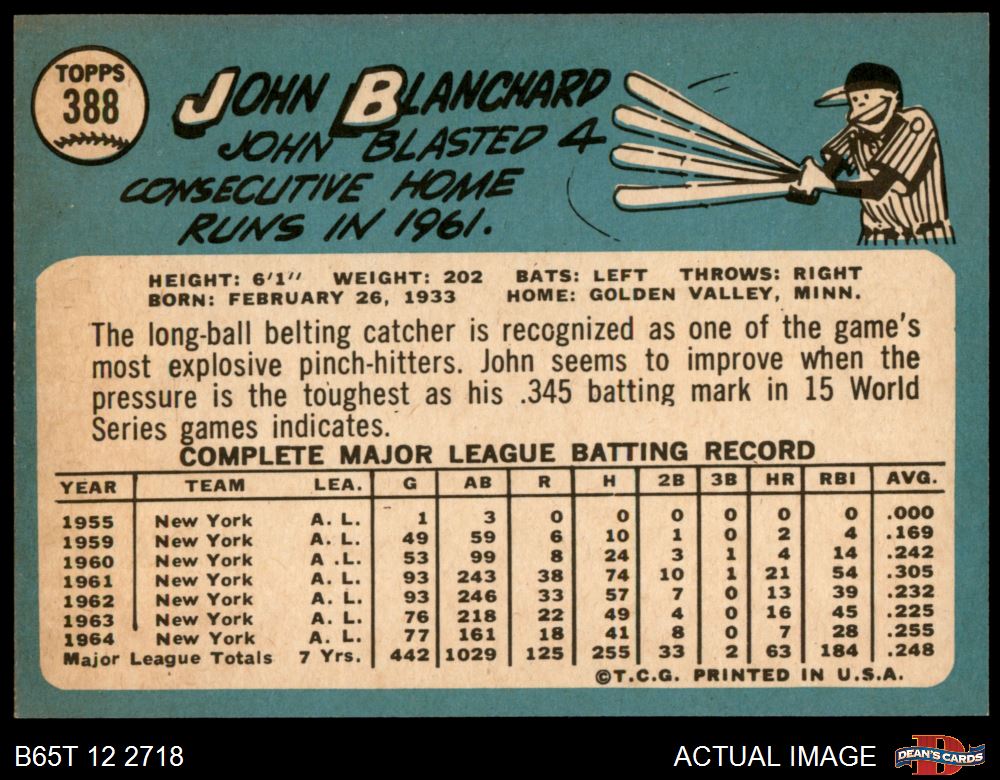 TOPPS
388
JOHN BLANCHARD
JOHN BLASTED 4
CONSECUTIVE HOME
RUNS IN 1961.
HEIGHT: 6'1" WEIGHT: 202 BATS: LEFT THROWS: RIGHT
BORN: FEBRUARY 26, 1933 HOME: GOLDEN VALLEY, MINN.
The long-ball belting catcher is recognized as one of the game's
most explosive pinch-hitters. John seems to improve when the
pressure is the toughest as his .345 batting mark in 15 World
Series games indicates.
COMPLETE MAJOR LEAGUE BATTING RECORD
YEAR TEAM LEA. G AB R H 2B 3B HR RBI AVG.
1955 New York A. L. 1 3 0 0 0 0 0 0 .000
1959 New York A. L. 49 59 6 10 1 0 2 4 .169
1960 New York A .L. 53 99 8 24 3 1 4 14 .242
1961 New York A. L. 93 243 38 74 10 1 21 54 .305
1962 New York A. L. 93 246 33 57 7 0 13 39 .232
1963 New York A. L. 76 218 22 49 4 0 16 45 .225
1964 New York A. L. 77 161 18 41 8 0 7 28 .255
Major League Totals 7 Yrs. 442 1029 125 255 33 2 63 184 .248
©T.C.G. PRINTED IN U.S.A.
B65T 12 2718 ACTUAL IMAGE D DEAN'S CARDS